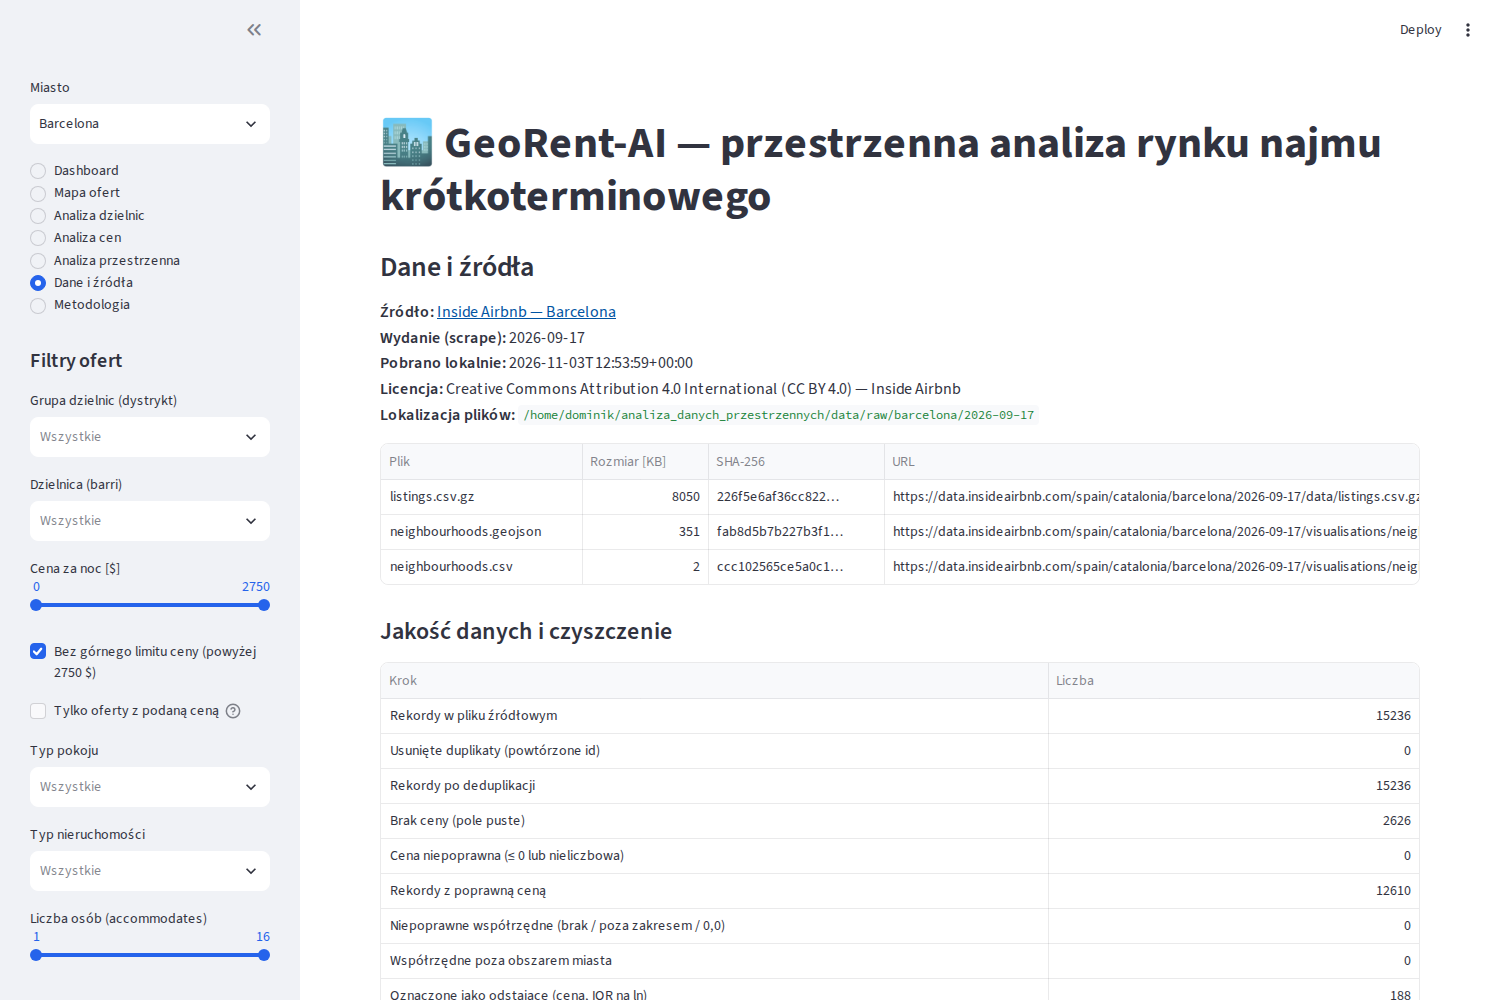 Deploy
Miasto
Barcelona
Dashboard
Mapa ofert
Analiza dzielnic
Analiza cen
Analiza przestrzenna
Dane i źródła
Metodologia
Filtry ofert
Grupa dzielnic (dystrykt)
Wszystkie
Dzielnica (barri)
Wszystkie
Cena za noc [$]
0 2750
Bez górnego limitu ceny (powyżej
2750 $)
Tylko oferty z podaną ceną
Typ pokoju
Wszystkie
Typ nieruchomości
Wszystkie
Liczba osób (accommodates)
1 16
GeoRent-AI — przestrzenna analiza rynku najmu
krótkoterminowego
Dane i źródła
Źródło: Inside Airbnb — Barcelona
Wydanie (scrape): 2026-09-17
Pobrano lokalnie: 2026-11-03T12:53:59+00:00
Licencja: Creative Commons Attribution 4.0 International (CC BY 4.0) — Inside Airbnb
Lokalizacja plików: /home/dominik/analiza_danych_przestrzennych/data/raw/barcelona/2026-09-17
Plik Rozmiar [KB] SHA-256 URL
listings.csv.gz 8050 226f5e6af36cc822… https://data.insideairbnb.com/spain/catalonia/barcelona/2026-09-17/data/listings.csv.gz
neighbourhoods.geojson 351 fab8d5b7b227b3f1… https://data.insideairbnb.com/spain/catalonia/barcelona/2026-09-17/visualisations/neig
neighbourhoods.csv 2 ccc102565ce5a0c1… https://data.insideairbnb.com/spain/catalonia/barcelona/2026-09-17/visualisations/neig
Jakość danych i czyszczenie
Krok Liczba
Rekordy w pliku źródłowym 15236
Usunięte duplikaty (powtórzone id) 0
Rekordy po deduplikacji 15236
Brak ceny (pole puste) 2626
Cena niepoprawna (≤ 0 lub nieliczbowa) 0
Rekordy z poprawną ceną 12610
Niepoprawne współrzędne (brak / poza zakresem / 0,0) 0
Współrzędne poza obszarem miasta 0
Oznaczone jako odstające (cena, IQR na ln) 188